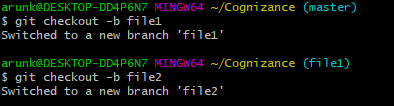 arunk@DESKTOP-DD4P6N7 MINGW64 ~/Cognizance (master)
$ git checkout -b file1
Switched to a new branch 'file1'
arunk@DESKTOP-DD4P6N7 MINGW64 ~/Cognizance (file1)
$ git checkout -b file2
Switched to a new branch 'file2'